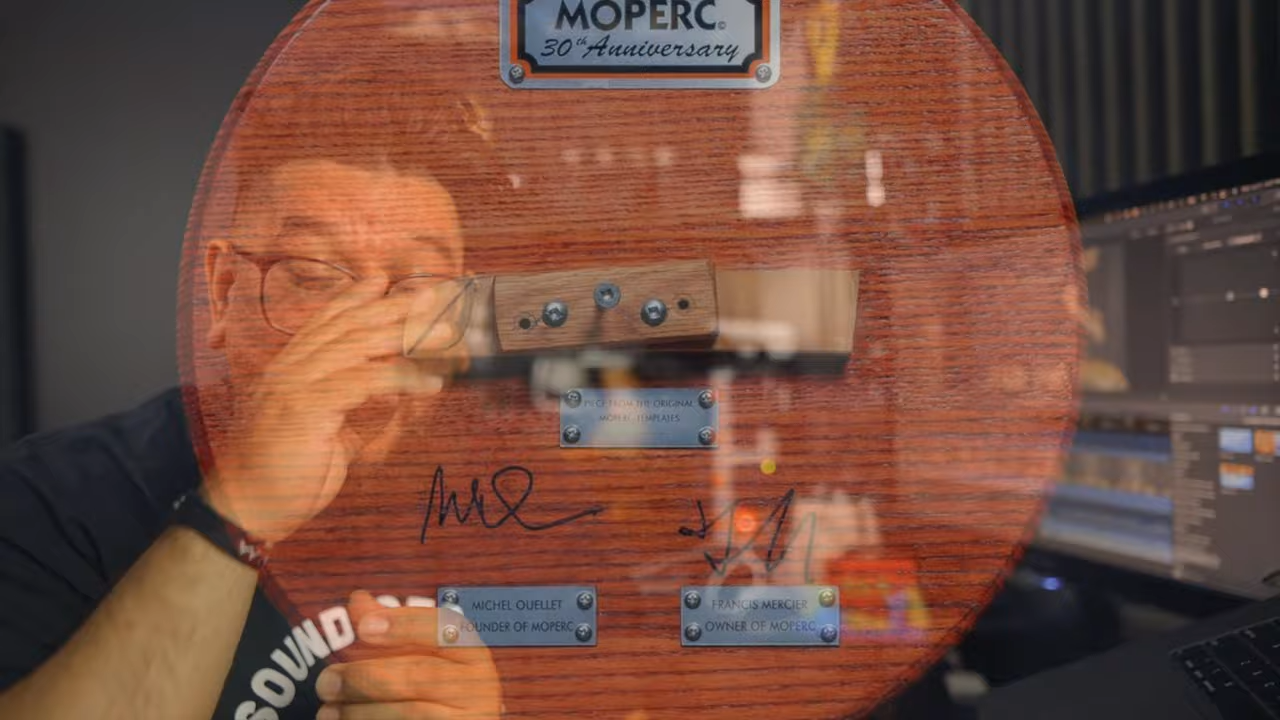 MOPERC©
30th Anniversary
PIECE FROM THE ORIGINAL
MOPERC TEMPLATES
MICHEL OUELLET
FOUNDER OF MOPERC
FRANCIS MERCIER
OWNER OF MOPERC
SOUND